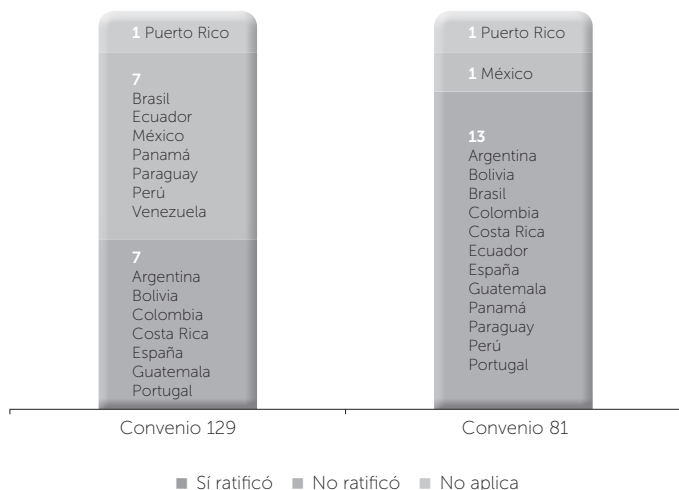 1 Puerto Rico
7
Brasil
Ecuador
México
Panamá
Paraguay
Perú
Venezuela
7
Argentina
Bolivia
Colombia
Costa Rica
España
Guatemala
Portugal
Convenio 129
1 Puerto Rico
1 México
13
Argentina
Bolivia
Brasil
Colombia
Costa Rica
Ecuador
España
Guatemala
Panamá
Paraguay
Perú
Portugal
Convenio 81
Sí ratificó No ratificó No aplica